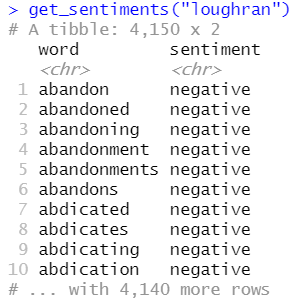 > get_sentiments("loughran")
# A tibble: 4,150 x 2
word sentiment
<chr> <chr>
1 abandon negative
2 abandoned negative
3 abandoning negative
4 abandonment negative
5 abandonments negative
6 abandons negative
7 abdicated negative
8 abdicates negative
9 abdicating negative
10 abdication negative
# ... with 4,140 more rows